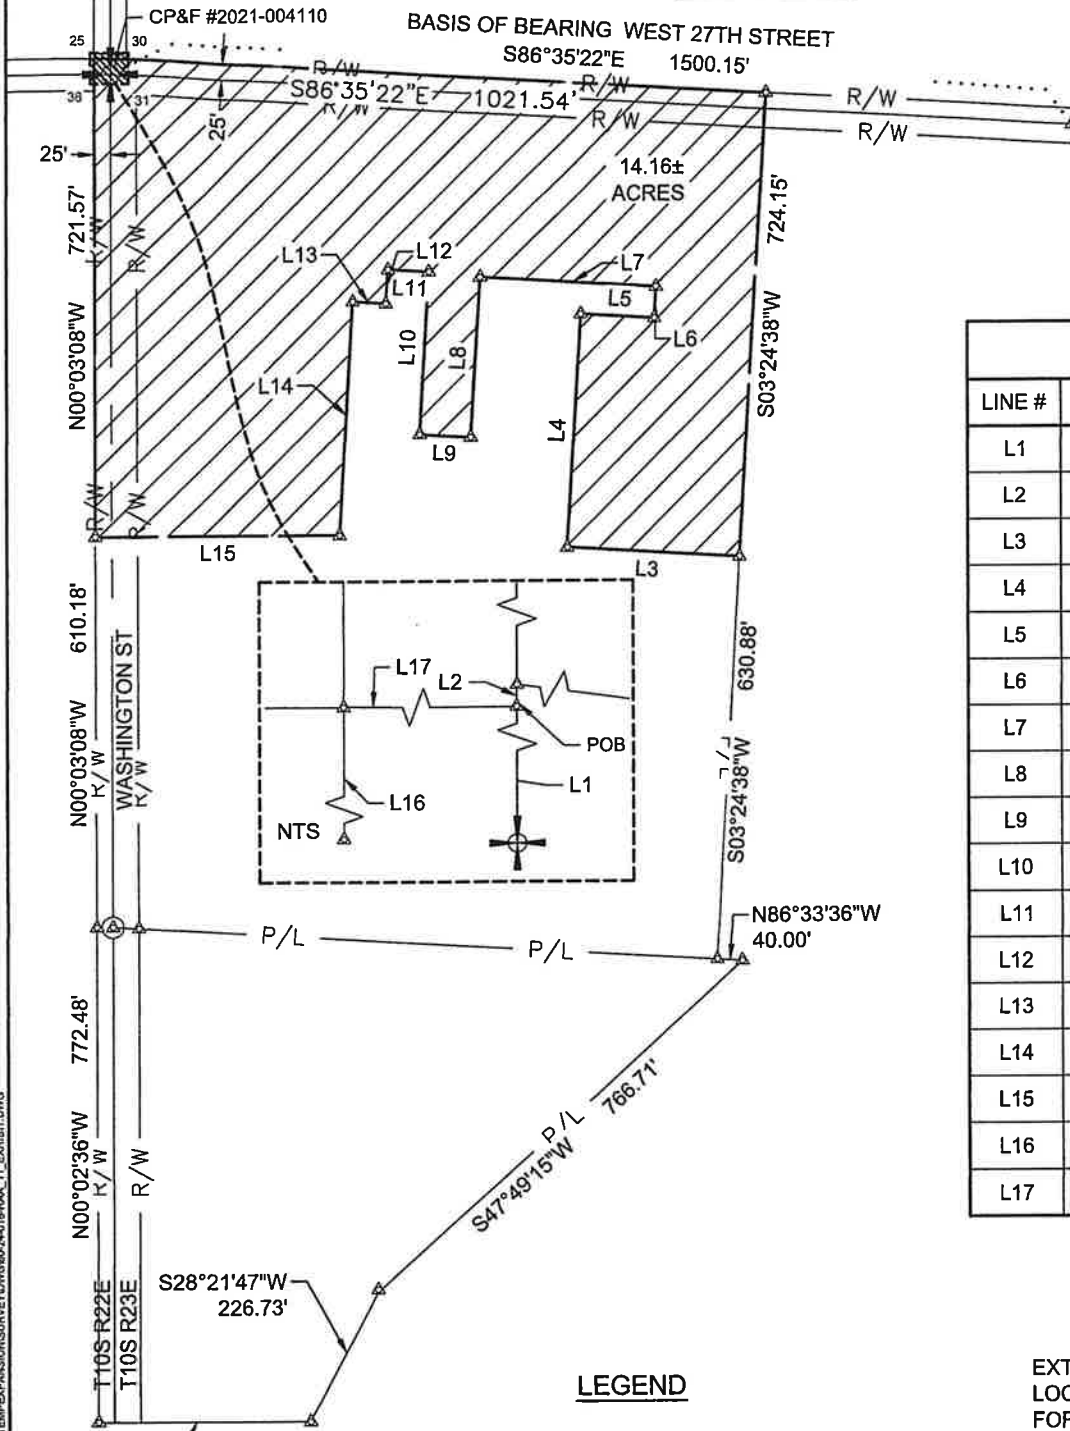 CP&F #2021-004110
BASIS OF BEARING WEST 27TH STREET
S86°35'22"E 1500.15'
25 30
36 31
R/W R/W R/W
S86°35'22"E 1021.54'
R/W R/W R/W
25'
25'
14.16±
ACRES
721.57'
N00°03'08"W
R/W
R/W
724.15'
S03°24'38"W
L12
L13
L11
L7
L5
L6
L10
L8
L14
L4
L9
R/W
R/W
L15
L3
610.18'
N00°03'08"W
R/W
WASHINGTON ST
R/W
L17
L2
POB
L1
L16
NTS
630.88'
S03°24'38"W
P/L
N86°33'36"W
40.00'
P/L P/L
772.48'
N00°02'36"W
R/W
R/W
766.71'
P/L
S47°49'15"W
S28°21'47"W
226.73'
T10S R22E
T10S R23E
LEGEND
LINE #
L1
L2
L3
L4
L5
L6
L7
L8
L9
L10
L11
L12
L13
L14
L15
L16
L17
EXT
LOC
FOR